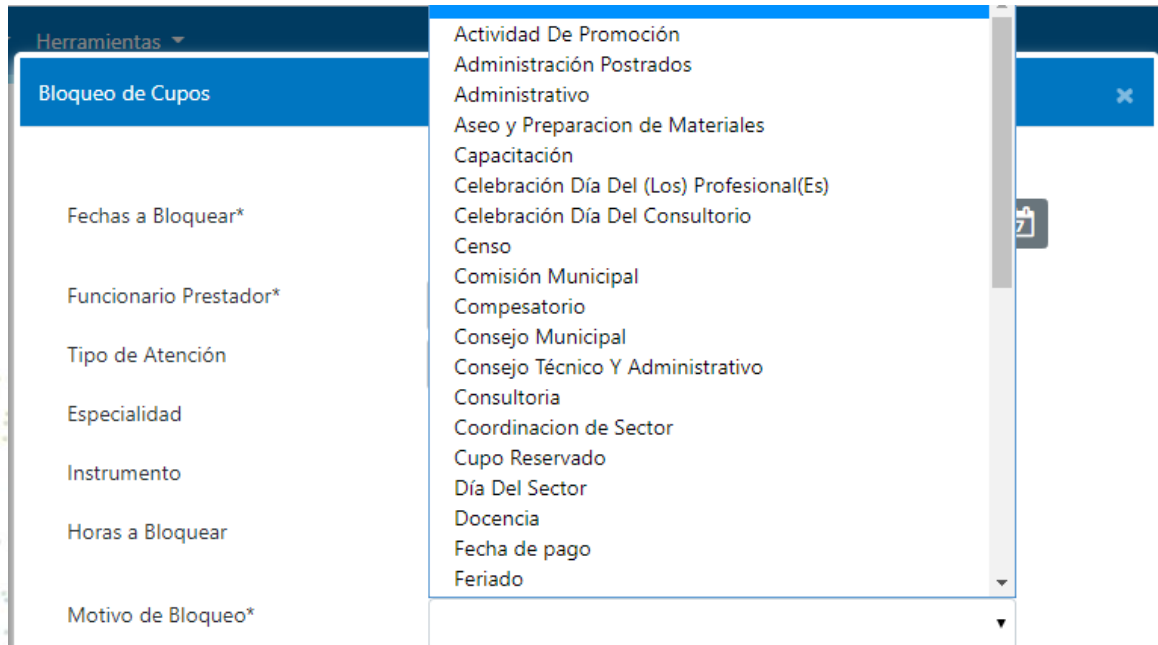 Herramientas
Bloqueo de Cupos
Fechas a Bloquear*
Funcionario Prestador*
Tipo de Atención
Especialidad
Instrumento
Horas a Bloquear
Motivo de Bloqueo*
Actividad De Promoción
Administración Postrados
Administrativo
Aseo y Preparacion de Materiales
Capacitación
Celebración Día Del (Los) Profesional(Es)
Celebración Día Del Consultorio
Censo
Comisión Municipal
Compesatorio
Consejo Municipal
Consejo Técnico Y Administrativo
Consultoria
Coordinacion de Sector
Cupo Reservado
Día Del Sector
Docencia
Fecha de pago
Feriado